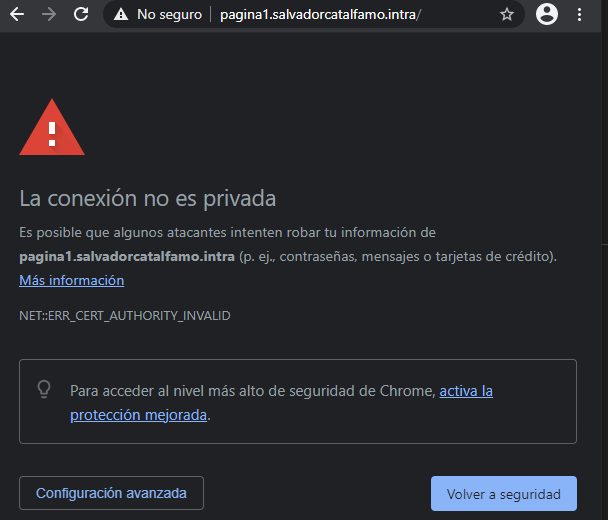 No seguro pagina1.salvadorcatalfamo.intra/
La conexión no es privada
Es posible que algunos atacantes intenten robar tu información de
pagina1.salvadorcatalfamo.intra (p. ej., contraseñas, mensajes o tarjetas de crédito).
Más información
NET::ERR_CERT_AUTHORITY_INVALID
Para acceder al nivel más alto de seguridad de Chrome, activa la
protección mejorada.
Configuración avanzada
Volver a seguridad